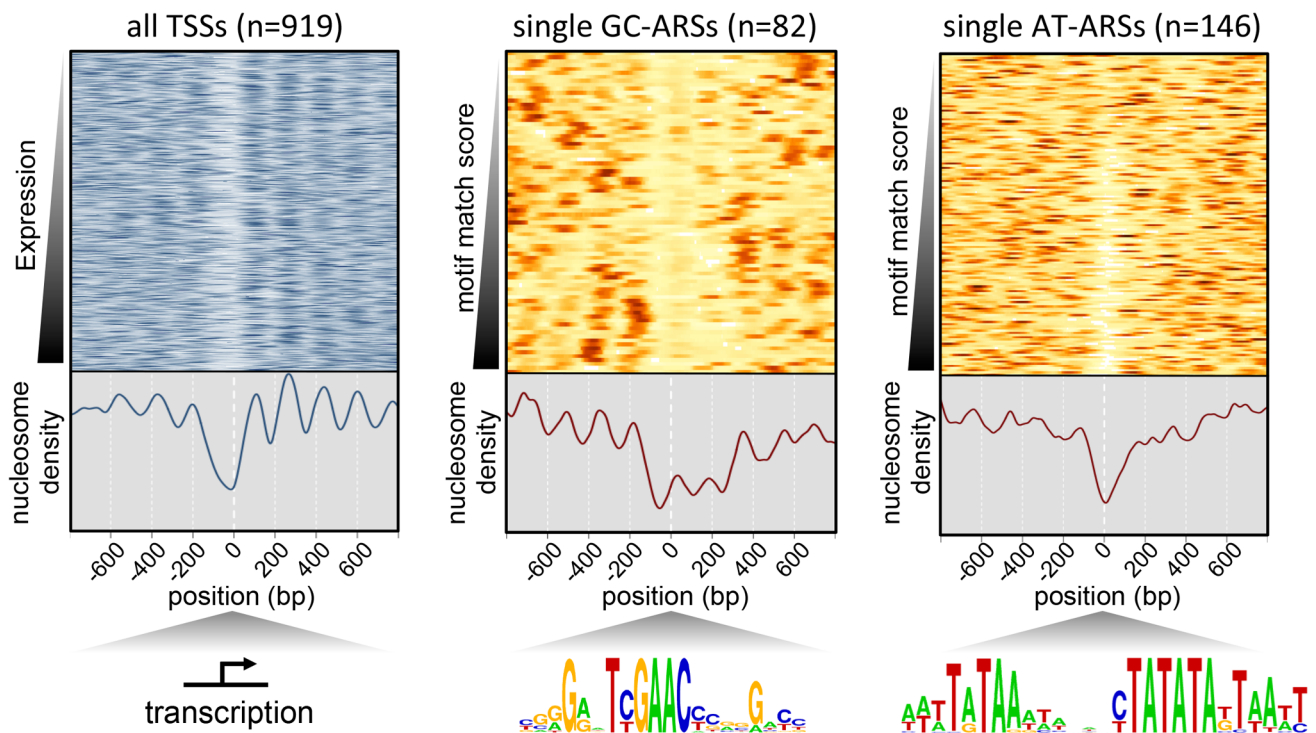 all TSSs (n=919)
single GC-ARSs (n=82)
single AT-ARSs (n=146)
Expression
motif match score
motif match score
nucleosome
density
nucleosome
density
nucleosome
density
-600 -400 -200 0 200 400 600
-600 -400 -200 0 200 400 600
-600 -400 -200 0 200 400 600
position (bp)
position (bp)
position (bp)
transcription